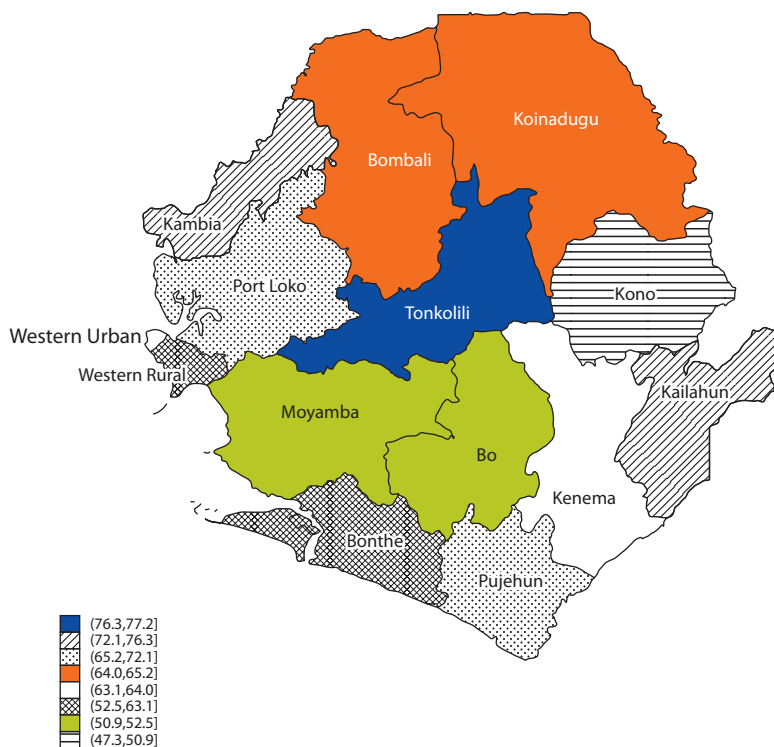 Koinadugu
Bombali
Kambia
Port Loko
Kono
Tonkolili
Western Urban
Western Rural
Kailahun
Moyamba
Bo
Kenema
Bonthe
Pujehun
(76.3,77.2]
(72.1,76.3]
(65.2,72.1]
(64.0,65.2]
(63.1,64.0]
(52.5,63.1]
(50.9,52.5]
(47.3,50.9]